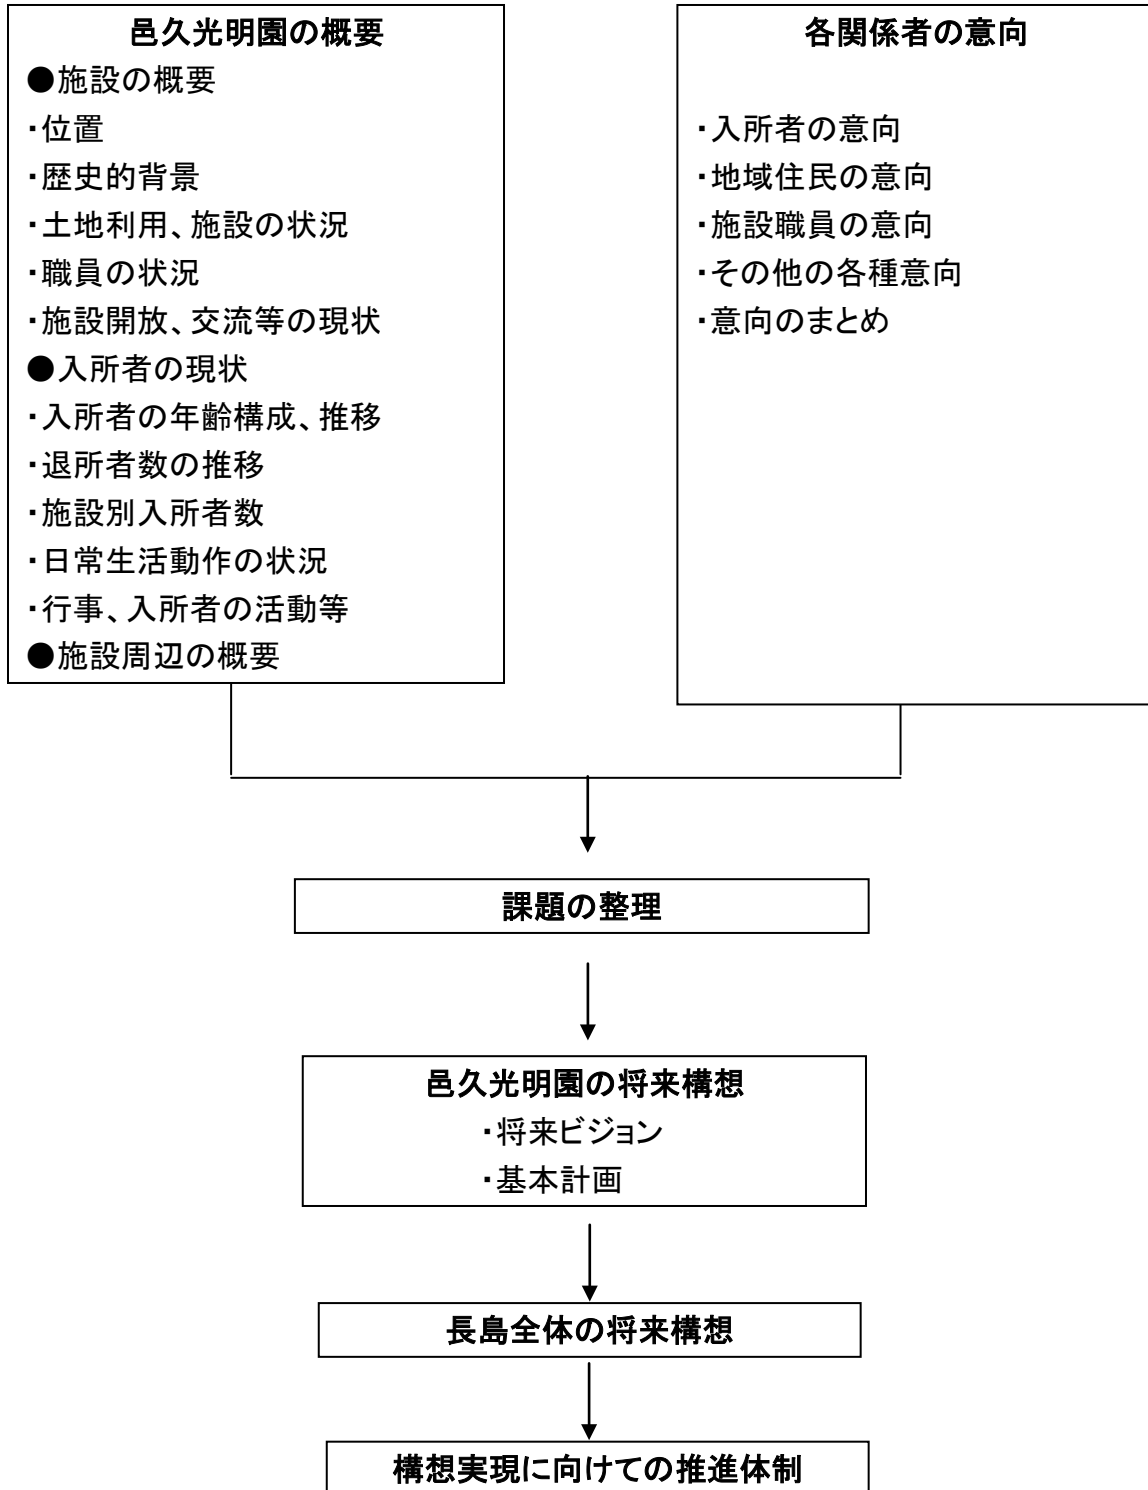 邑久光明園の概要
●施設の概要
・位置
・歴史的背景
・土地利用、施設の状況
・職員の状況
・施設開放、交流等の現状
●入所者の現状
・入所者の年齢構成、推移
・退所者数の推移
・施設別入所者数
・日常生活動作の状況
・行事、入所者の活動等
●施設周辺の概要
各関係者の意向
・入所者の意向
・地域住民の意向
・施設職員の意向
・その他の各種意向
・意向のまとめ
課題の整理
邑久光明園の将来構想
・将来ビジョン
・基本計画
長島全体の将来構想
構想実現に向けての推進体制